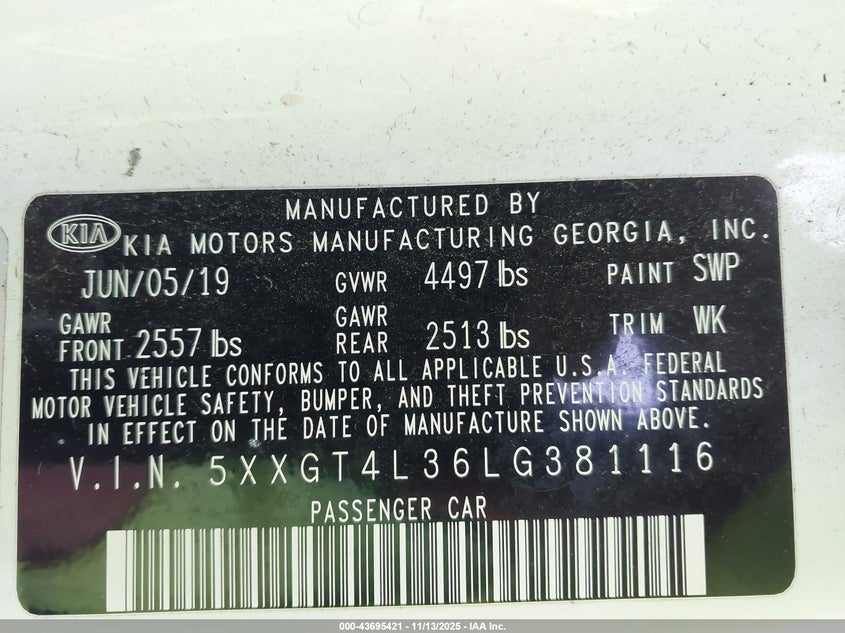 MANUFACTURED BY
KIA KIA MOTORS MANUFACTURING GEORGIA, INC.
JUN/05/19 GVWR 4497 lbs PAINT SWP
GAWR FRONT 2557 lbs GAWR REAR 2513 lbs TRIM WK
THIS VEHICLE CONFORMS TO ALL APPLICABLE U.S.A. FEDERAL
MOTOR VEHICLE SAFETY, BUMPER, AND THEFT PREVENTION STANDARDS
IN EFFECT ON THE DATE OF MANUFACTURE SHOWN ABOVE.
V.I.N. 5XXGT4L36LG381116
PASSENGER CAR
000-43695421 - 11/13/2025 - IAA Inc.